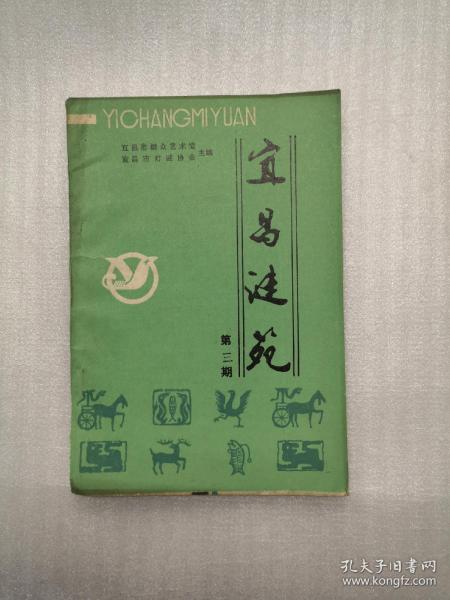 YICHANGMIYUAN
宜昌市群众艺术馆
宜昌市灯谜协会
主编
宜昌谜苑
第三期
孔夫子旧书网
www.kongfz.com